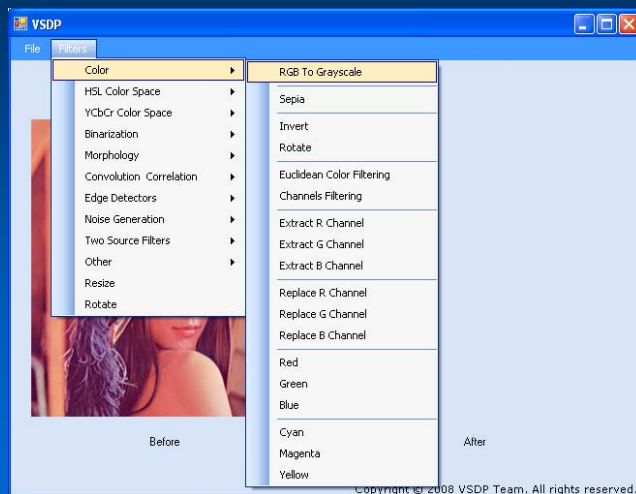 VSDP
File Filters
Color
HSL Color Space
YCbCr Color Space
Binarization
Morphology
Convolution Correlation
Edge Detectors
Noise Generation
Two Source Filters
Other
Resize
Rotate
RGB To Grayscale
Sepia
Invert
Rotate
Euclidean Color Filtering
Channels Filtering
Extract R Channel
Extract G Channel
Extract B Channel
Replace R Channel
Replace G Channel
Replace B Channel
Red
Green
Blue
Cyan
Magenta
Yellow
Before
After
Copyright © 2008 VSDP Team. All rights reserved.